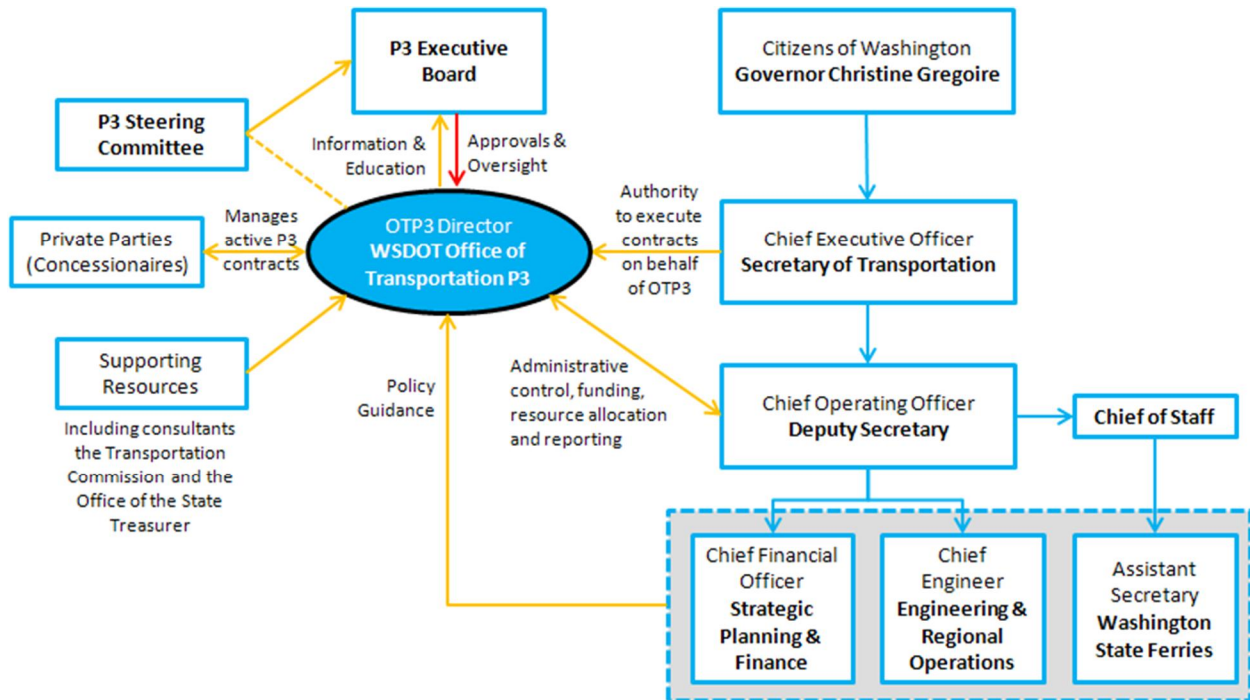 P3 Executive
Board
Citizens of Washington
Governor Christine Gregoire
P3 Steering
Committee
Information &
Education
Approvals &
Oversight
Private Parties
(Concessionaires)
Manages
active P3
contracts
OTP3 Director
WSDOT Office of
Transportation P3
Authority
to execute
contracts
on behalf
of OTP3
Chief Executive Officer
Secretary of Transportation
Supporting
Resources
Including consultants
the Transportation
Commission and the
Office of the State
Treasurer
Policy
Guidance
Administrative
control, funding,
resource allocation
and reporting
Chief Operating Officer
Deputy Secretary
Chief of Staff
Chief Financial
Officer
Strategic
Planning &
Finance
Chief
Engineer
Engineering &
Regional
Operations
Assistant
Secretary
Washington
State Ferries